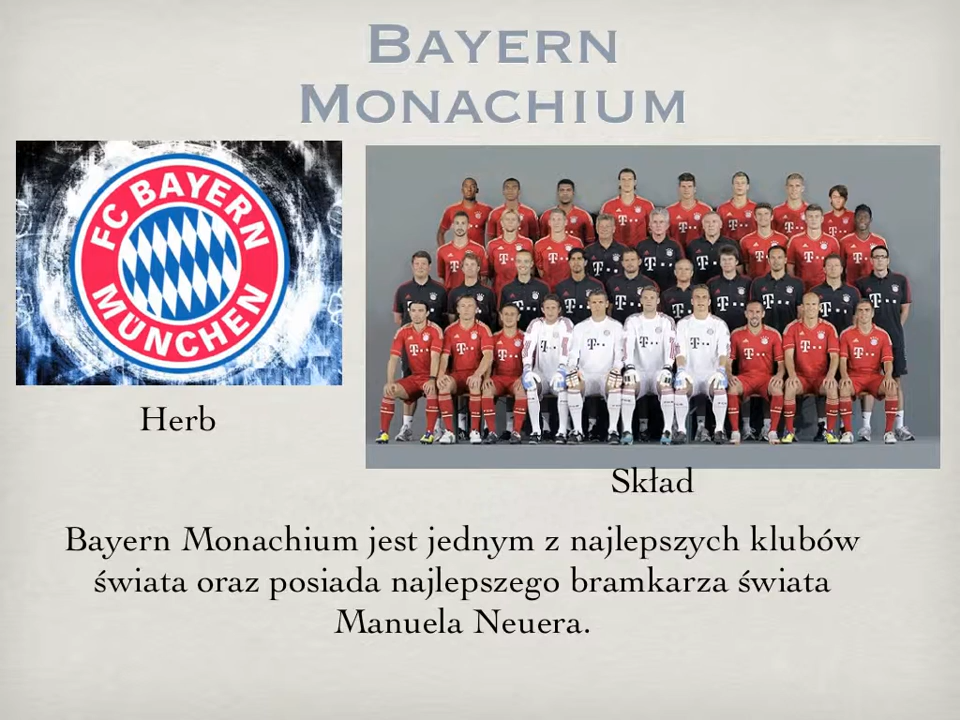 BAYERN
MONACHIUM
FC BAYERN
MÜNCHEN
Herb
Skład
Bayern Monachium jest jednym z najlepszych klubów
świata oraz posiada najlepszego bramkarza świata
Manuela Neuera.